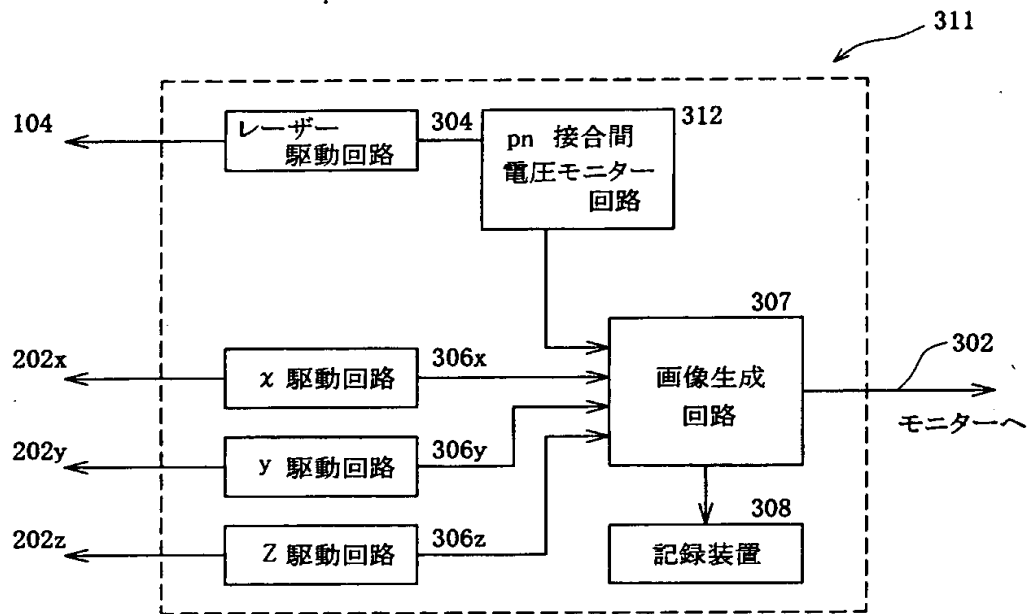 311
104
レーザー
駆動回路
304
312
pn 接合間
電圧モニター
回路
307
302
202x
χ 駆動回路
306x
画像生成
回路
モニターへ
202y
y 駆動回路
306y
202z
Z 駆動回路
306z
308
記録装置